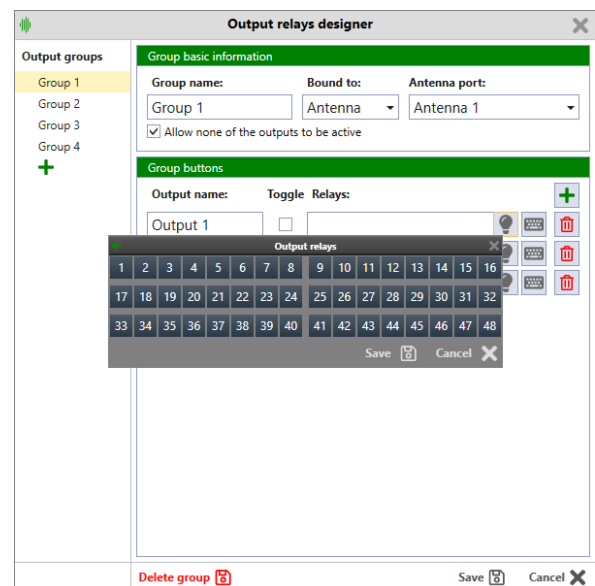 Output relays designer
Output groups
Group 1
Group 2
Group 3
Group 4
Group basic information
Group name: Bound to: Antenna port:
Group 1 Antenna Antenna 1
Allow none of the outputs to be active
Group buttons
Output name: Toggle Relays:
Output 1
Output relays
1 2 3 4 5 6 7 8 9 10 11 12 13 14 15 16
17 18 19 20 21 22 23 24 25 26 27 28 29 30 31 32
33 34 35 36 37 38 39 40 41 42 43 44 45 46 47 48
Save Cancel
Delete group Save Cancel